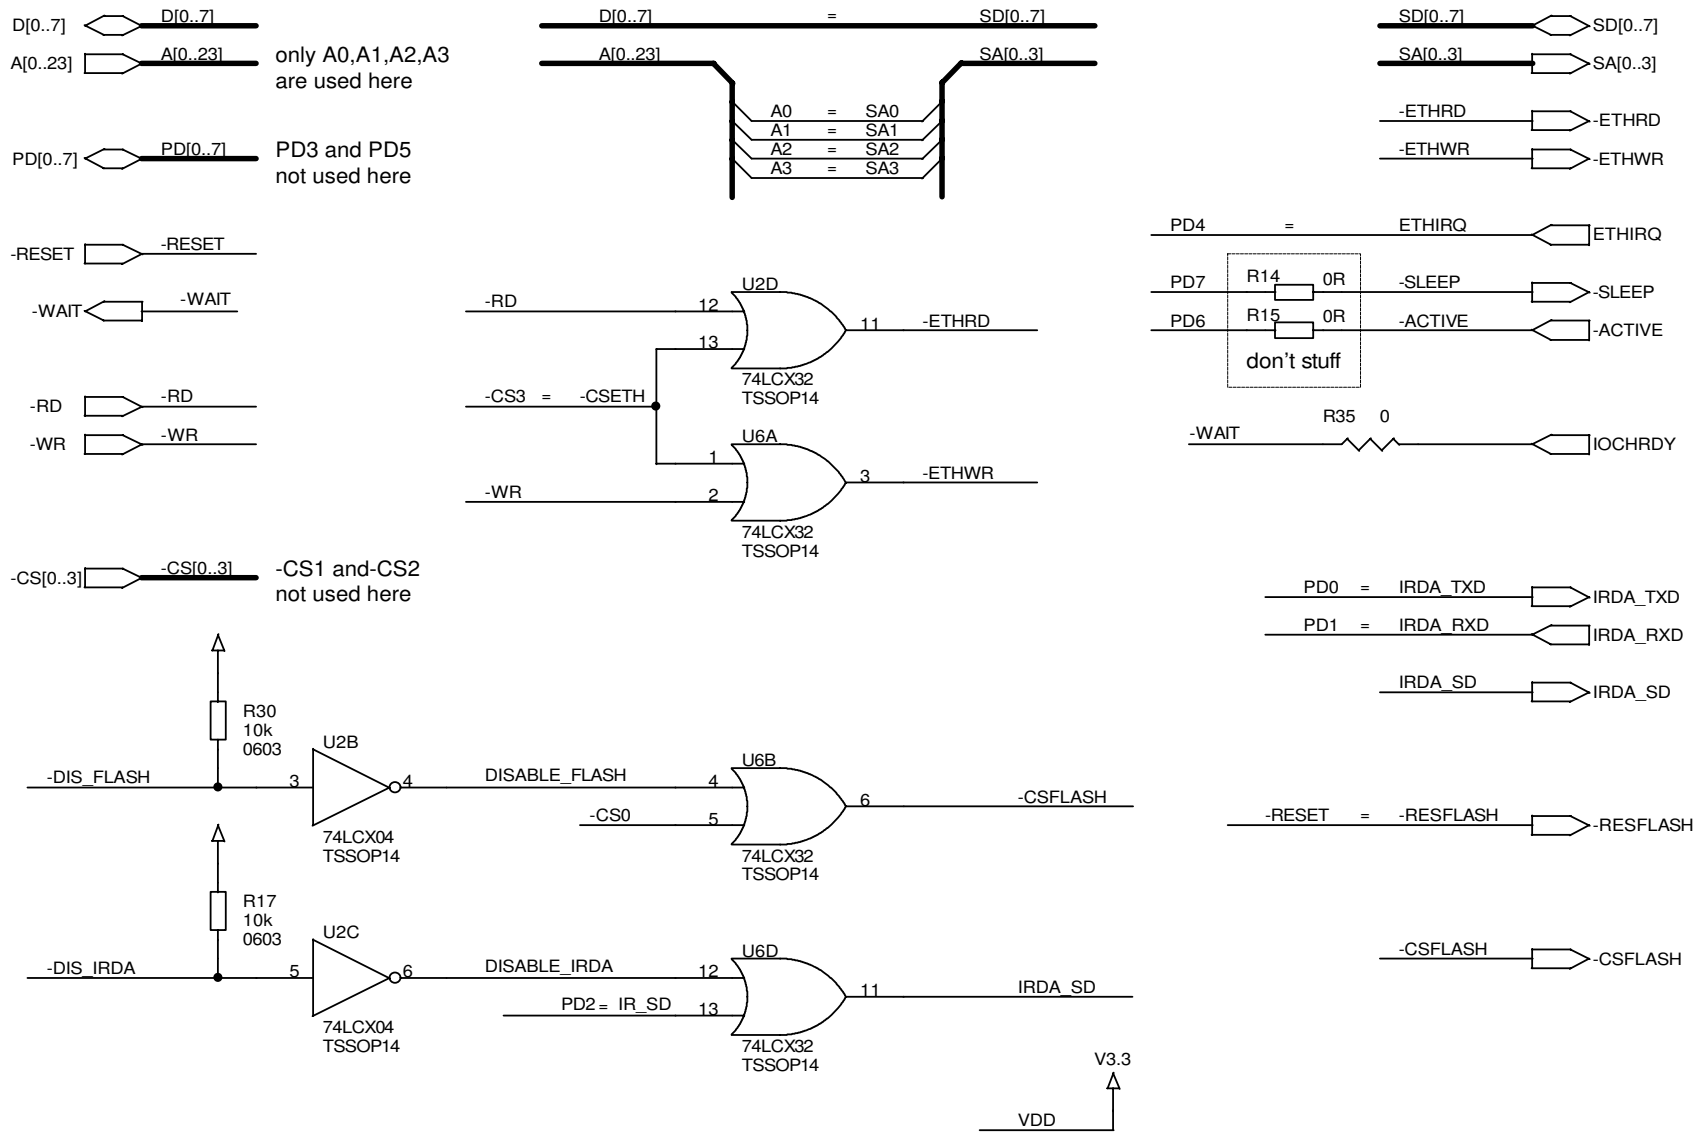 D[0..7] D[0..7] D[0..7] = SD[0..7] SD[0..7] SD[0..7]
A[0..23] A[0..23] only A0,A1,A2,A3 A[0..23] SA[0..3] SA[0..3] SA[0..3]
are used here
A0 = SA0 -ETHRD -ETHRD
A1 = SA1
PD[0..7] PD[0..7] PD3 and PD5 A2 = SA2 -ETHWR -ETHWR
not used here A3 = SA3
PD4 = ETHIRQ ETHIRQ
-RESET -RESET
U2D PD7 R14 0R -SLEEP -SLEEP
-WAIT -WAIT -RD 12
11 -ETHRD PD6 R15 0R -ACTIVE -ACTIVE
13
don't stuff
74LCX32
TSSOP14
-RD -RD -CS3 = -CSETH
R35 0
-WR -WR U6A -WAIT IOCHRDY
1
3 -ETHWR
-WR 2
74LCX32
TSSOP14
-CS[0..3] -CS[0..3] -CS1 and-CS2
not used here
PD0 = IRDA_TXD IRDA_TXD
PD1 = IRDA_RXD IRDA_RXD
IRDA_SD IRDA_SD
R30
10k
0603
U2B U6B
-DIS_FLASH 3 4 DISABLE_FLASH 4
6 -CSFLASH
-CS0 5 -RESET = -RESFLASH -RESFLASH
74LCX04
TSSOP14
74LCX32
TSSOP14
R17
10k
0603
U2C U6D
-CSFLASH -CSFLASH
-DIS_IRDA 5 6 DISABLE_IRDA 12
11 IRDA_SD
PD2 = IR_SD 13
74LCX04
TSSOP14
74LCX32
TSSOP14
V3.3
VDD